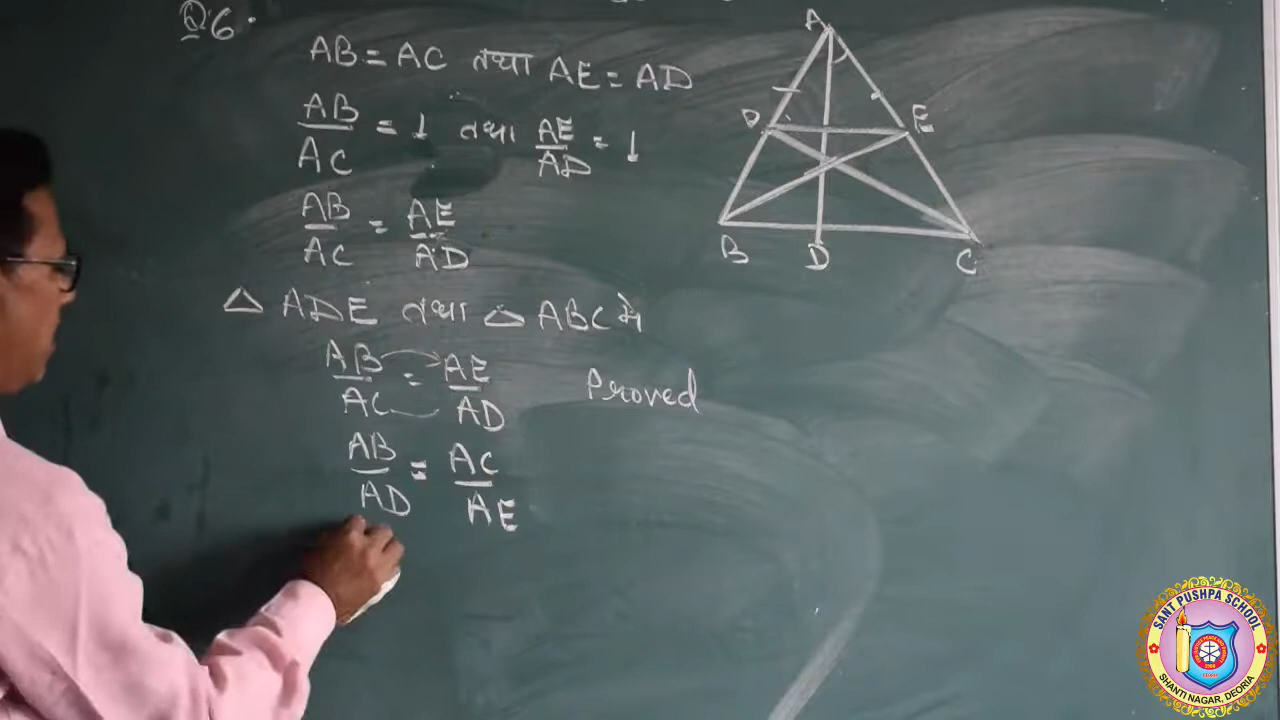 Q.6.
AB = AC तथा AE = AD
AB/AC = 1 तथा AE/AD = 1
AB/AC = AE/AD
△ ADE तथा △ ABC में
AB/AC = AE/AD
Proved
AB/AD = AC/AE
A
D E
B D C
SANT PUSHPA SCHOOL
SHANTI NAGAR, DEORIA